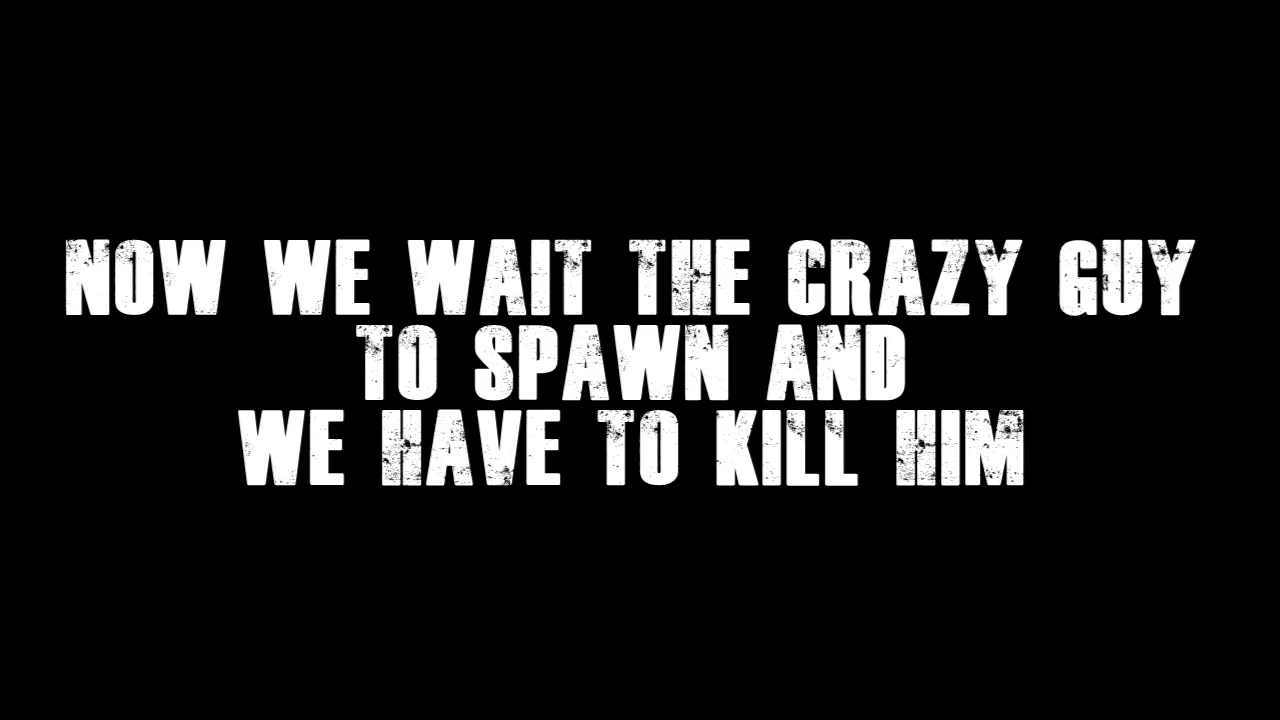 NOW WE WAIT THE CRAZY GUY
TO SPAWN AND
WE HAVE TO KILL HIM